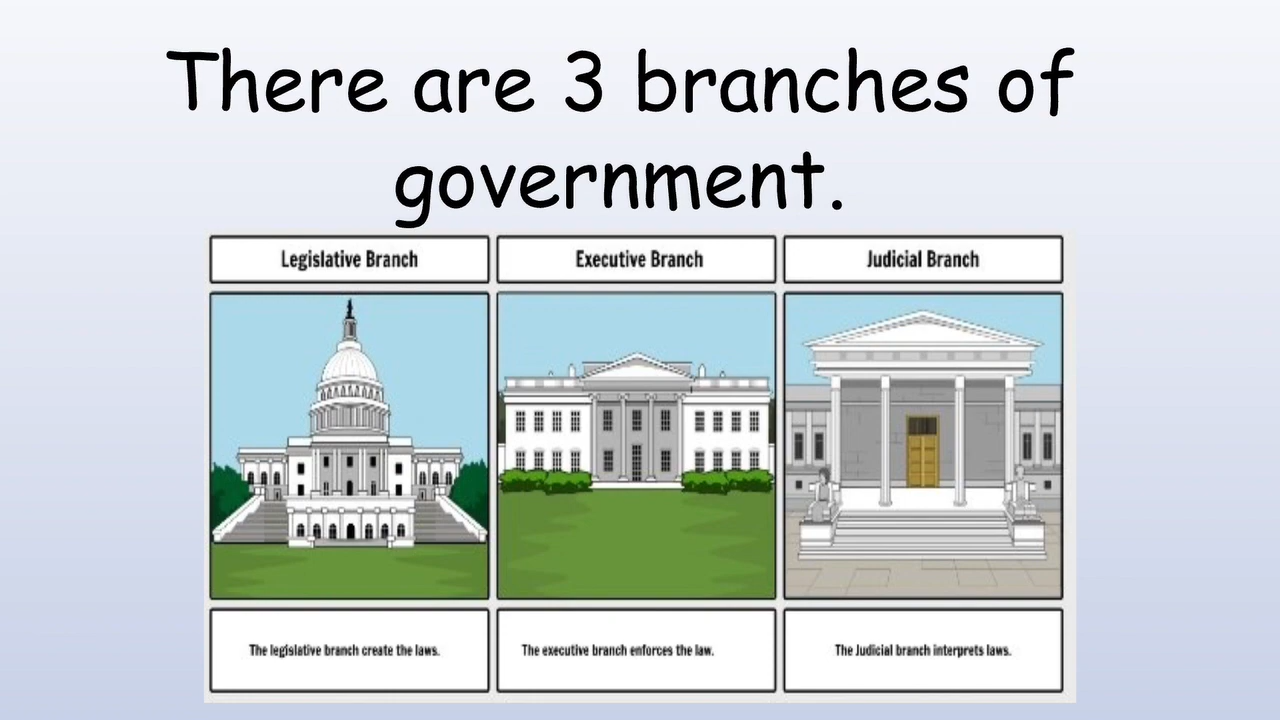 There are 3 branches of
government.
Legislative Branch
Executive Branch
Judicial Branch
The legislative branch create the laws.
The executive branch enforces the law.
The Judicial branch interprets laws.